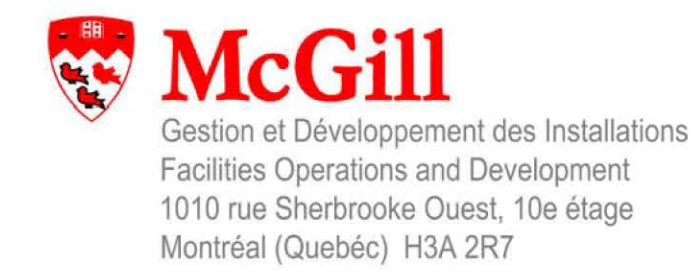 McGill
Gestion et Développement des Installations
Facilities Operations and Development
1010 rue Sherbrooke Ouest, 10e étage
Montréal (Quebéc) H3A 2R7